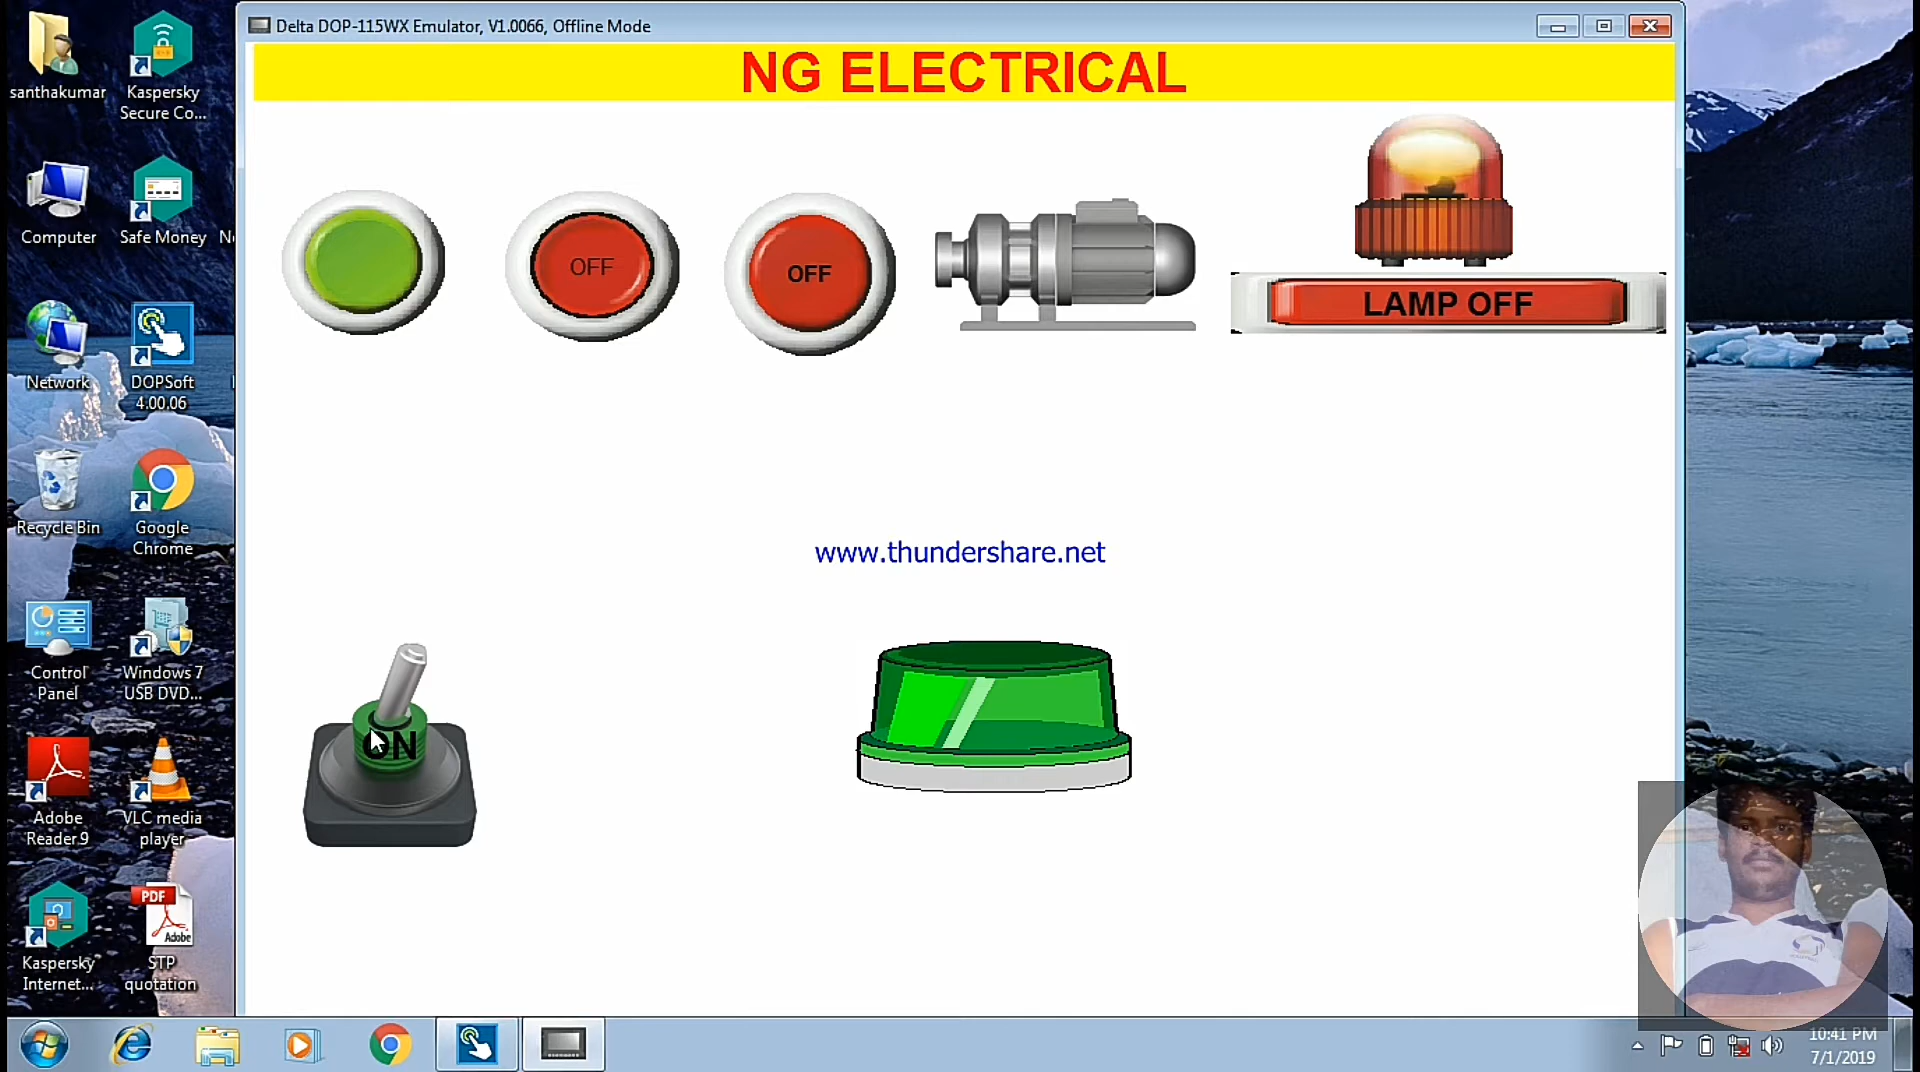 Delta DOP-115WX Emulator, V1.0066, Offline Mode
NG ELECTRICAL
OFF
OFF
LAMP OFF
www.thundershare.net
ON
santhakumar
Kaspersky
Secure Co...
Computer
Safe Money
Network
DOPSoft
4.00.06
Recycle Bin
Google
Chrome
Control
Panel
Windows 7
USB DVD...
Adobe
Reader 9
VLC media
player
Kaspersky
Internet...
PDF
Adobe
STP
quotation
10:41 PM
7/1/2019